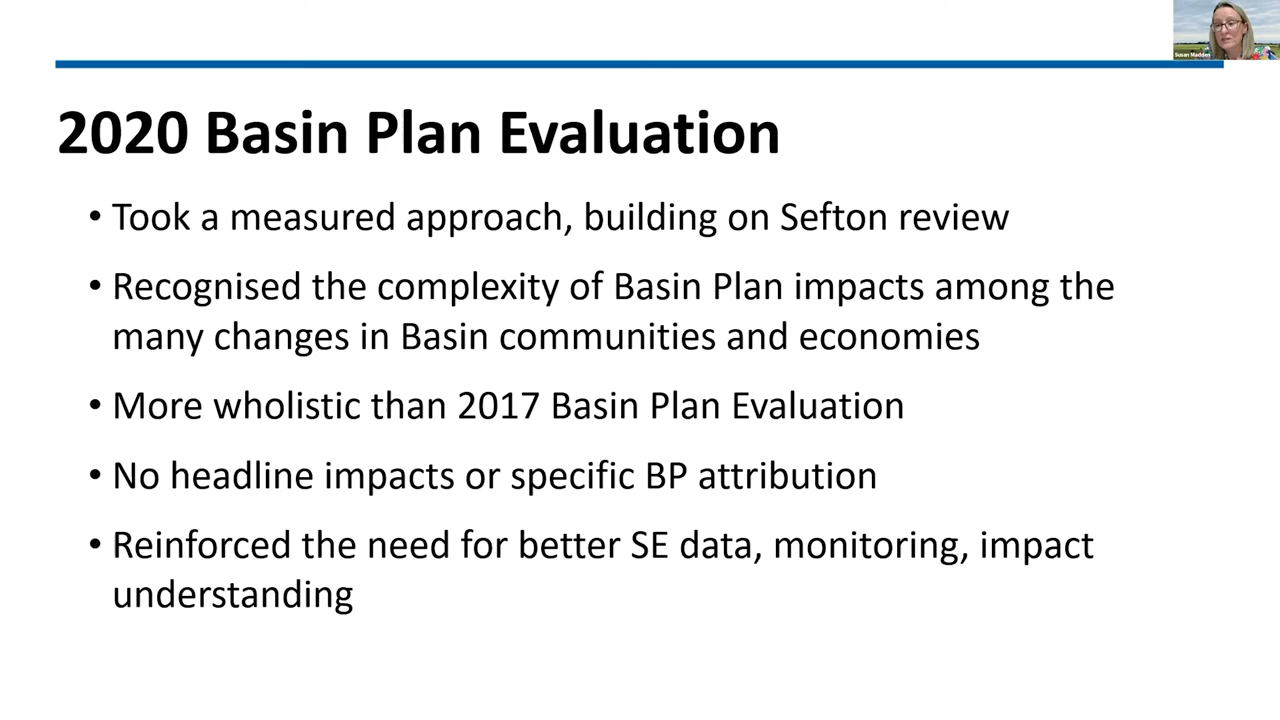 Susan Madden
2020 Basin Plan Evaluation
• Took a measured approach, building on Sefton review
• Recognised the complexity of Basin Plan impacts among the
many changes in Basin communities and economies
• More wholistic than 2017 Basin Plan Evaluation
• No headline impacts or specific BP attribution
• Reinforced the need for better SE data, monitoring, impact
understanding